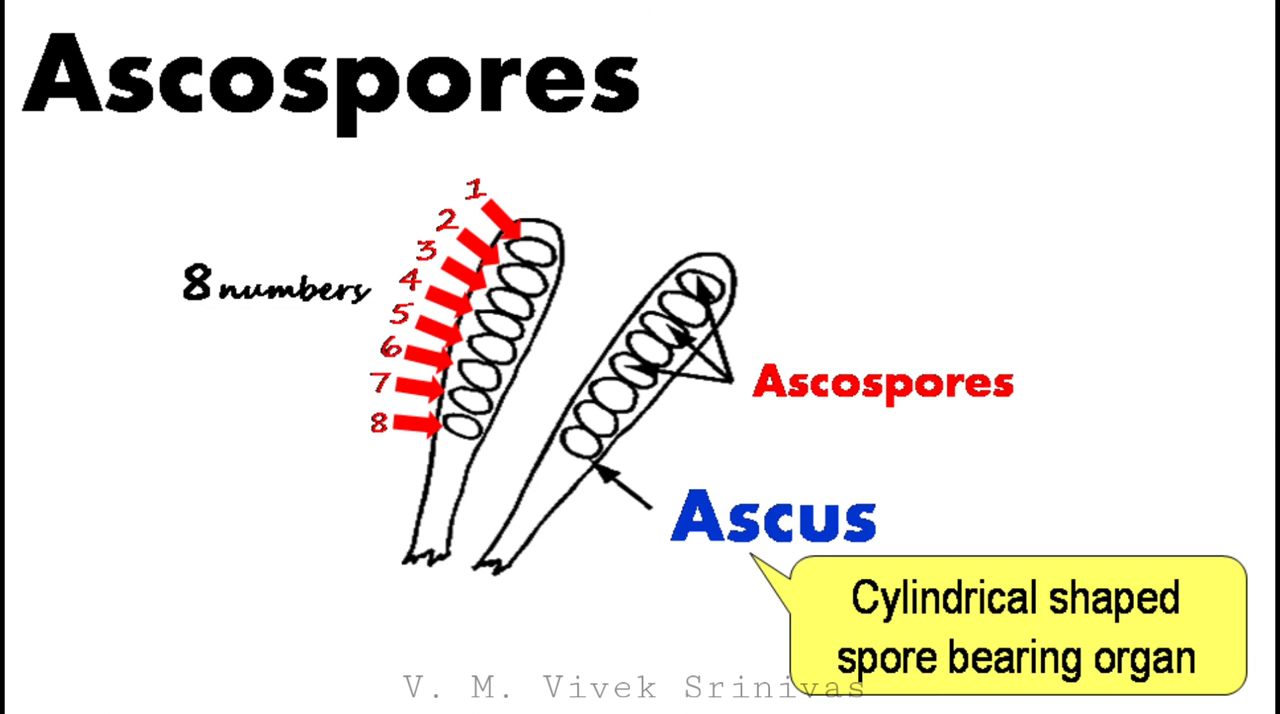 Ascospores
1
2
3
4
5
6
7
8
8 numbers
Ascospores
Ascus
Cylindrical shaped
spore bearing organ
V. M. Vivek Srinivas